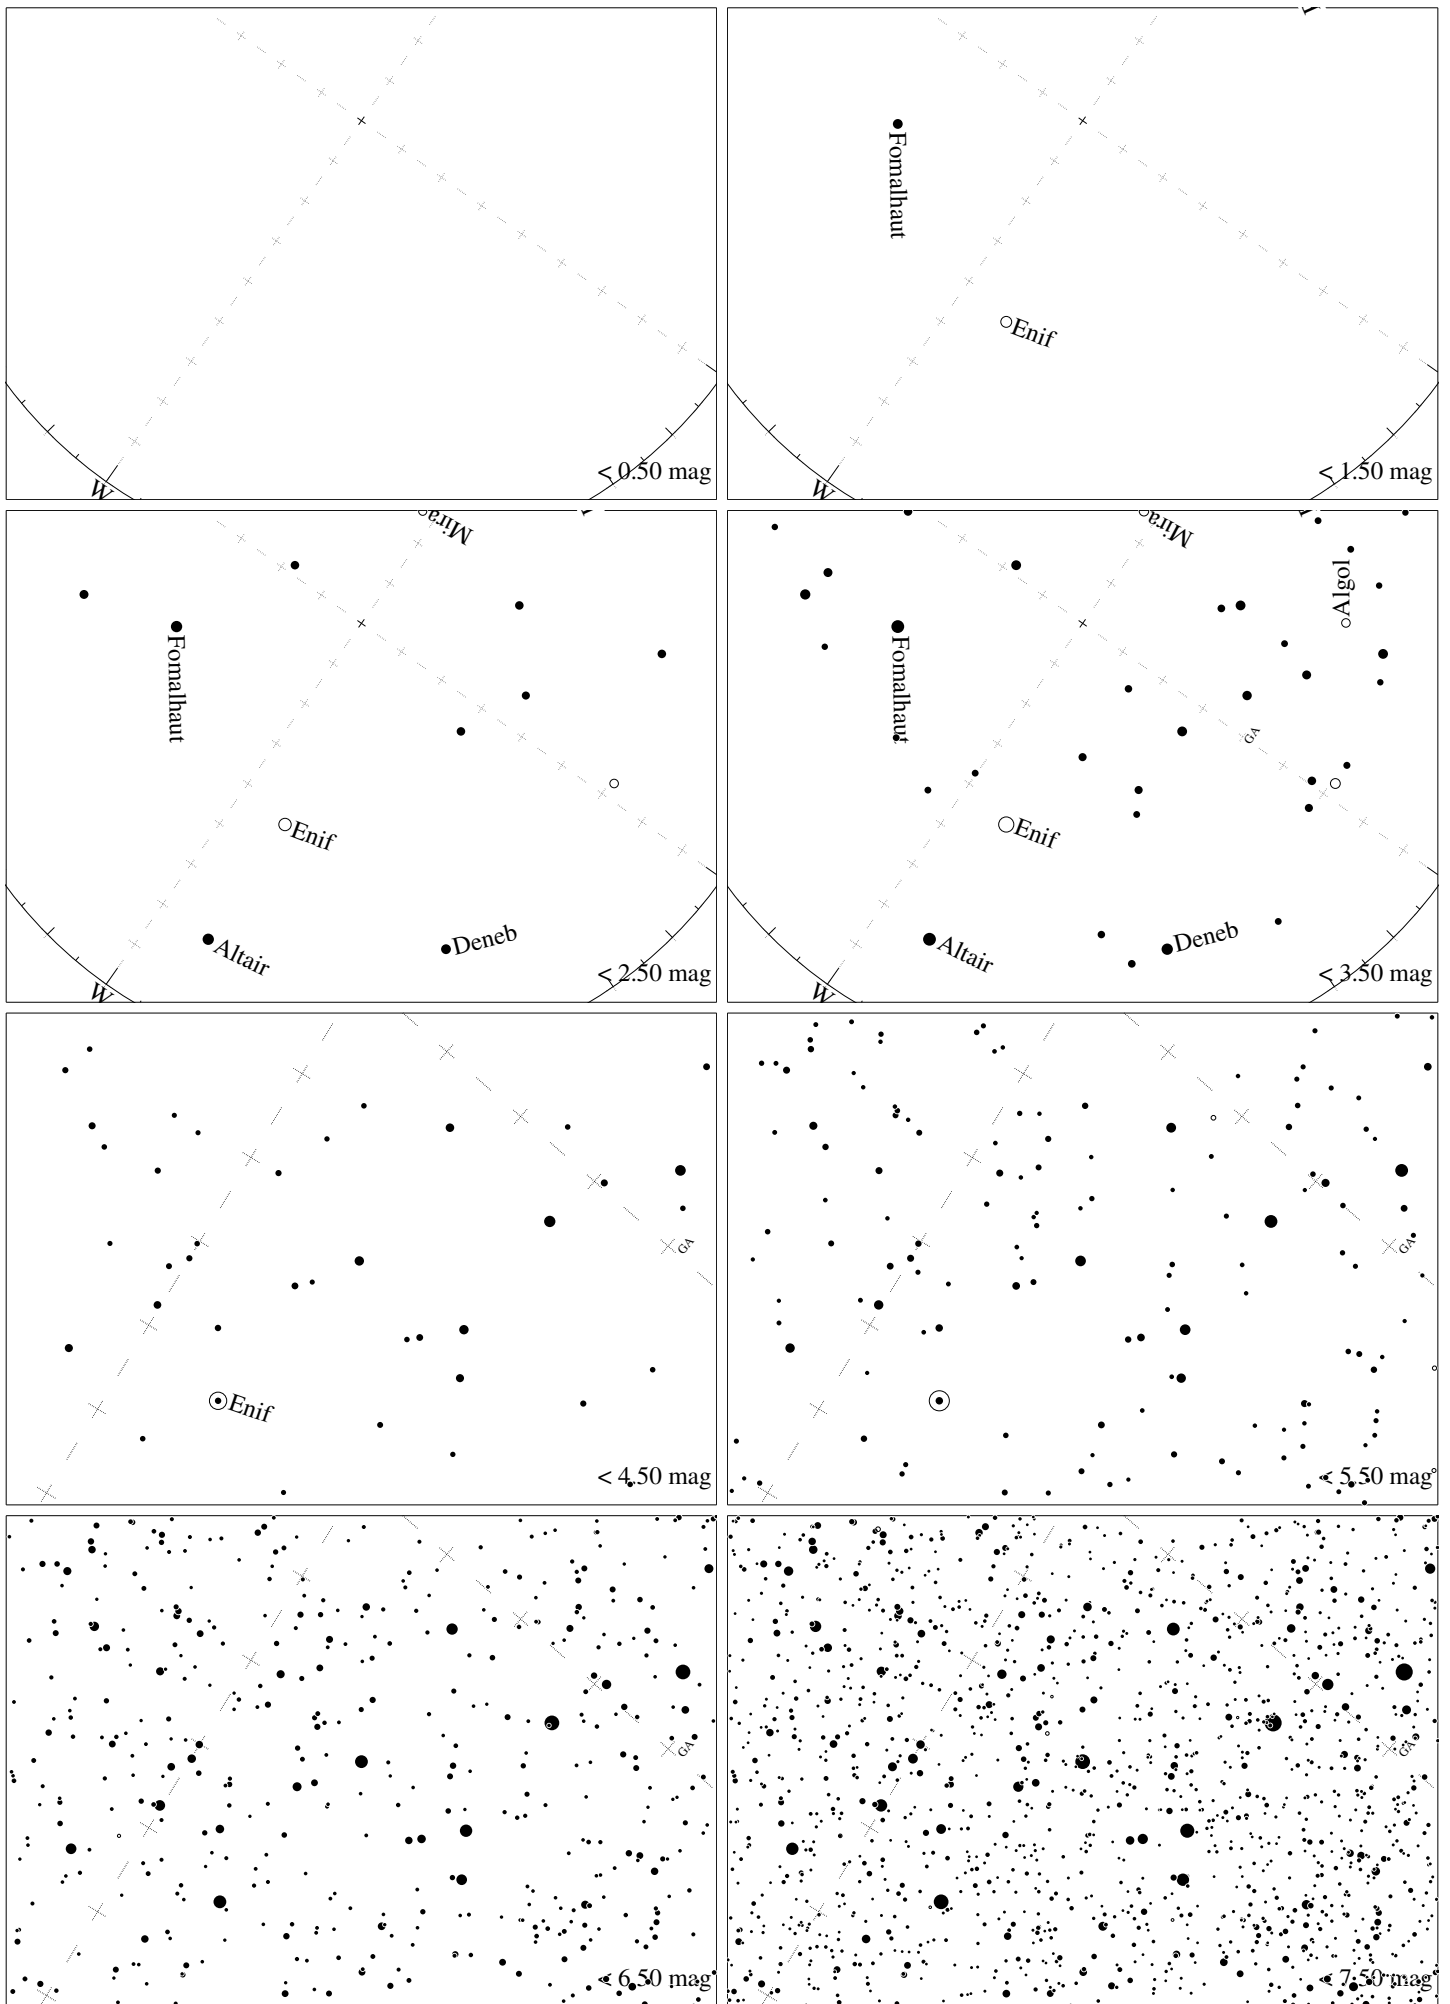 W
< 0.50 mag
Fomalhaut
Enif
W
< 1.50 mag
Mira
Fomalhaut
Enif
Altair
Deneb
W
< 2.50 mag
Mira
Algol
Fomalhaut
GA
Enif
Altair
Deneb
W
< 3.50 mag
GA
Enif
< 4.50 mag
GA
< 5.50 mag
GA
< 6.50 mag
GA
< 7.50 mag